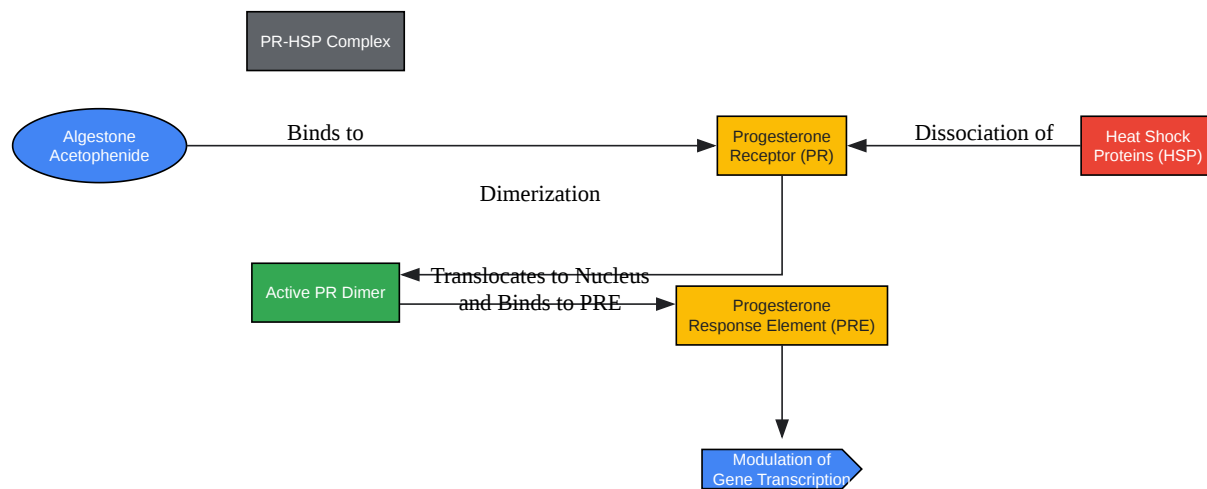 PR-HSP Complex
Algestone
Acetophenide
Binds to
Progesterone
Receptor (PR)
Dissociation of
Heat Shock
Proteins (HSP)
Dimerization
Active PR Dimer
Translocates to Nucleus
and Binds to PRE
Progesterone
Response Element (PRE)
Modulation of
Gene Transcription